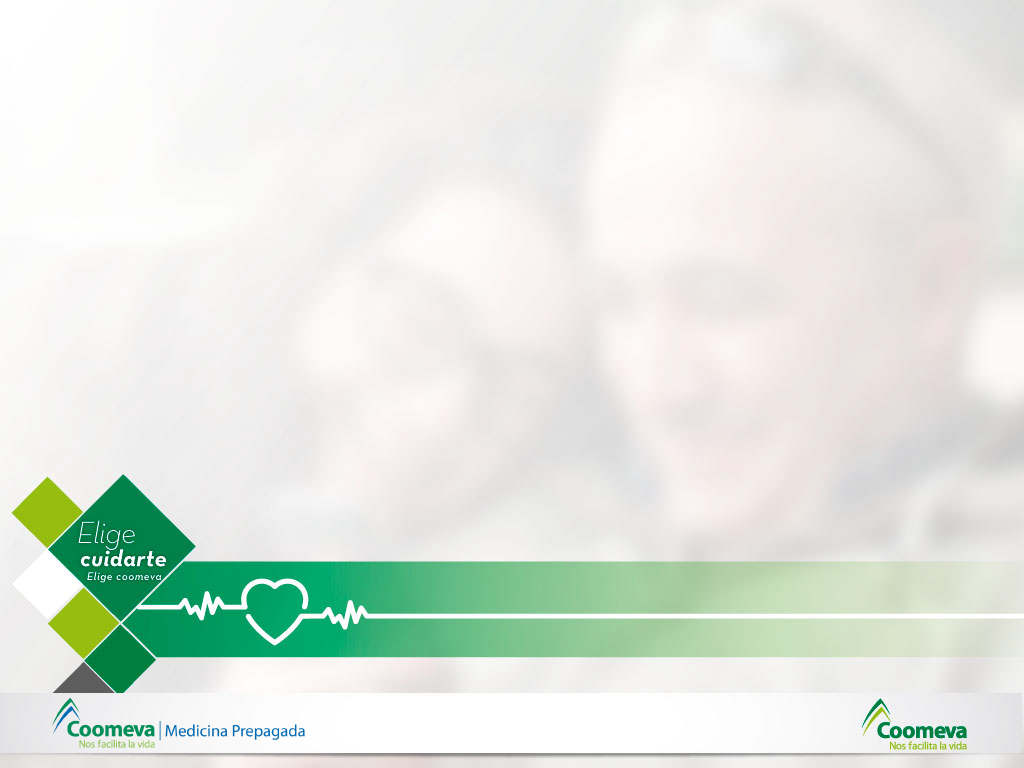 Elige
cuidarte
Elige coomeva
Coomeva | Medicina Prepagada
Nos facilita la vida
Coomeva
Nos facilita la vida